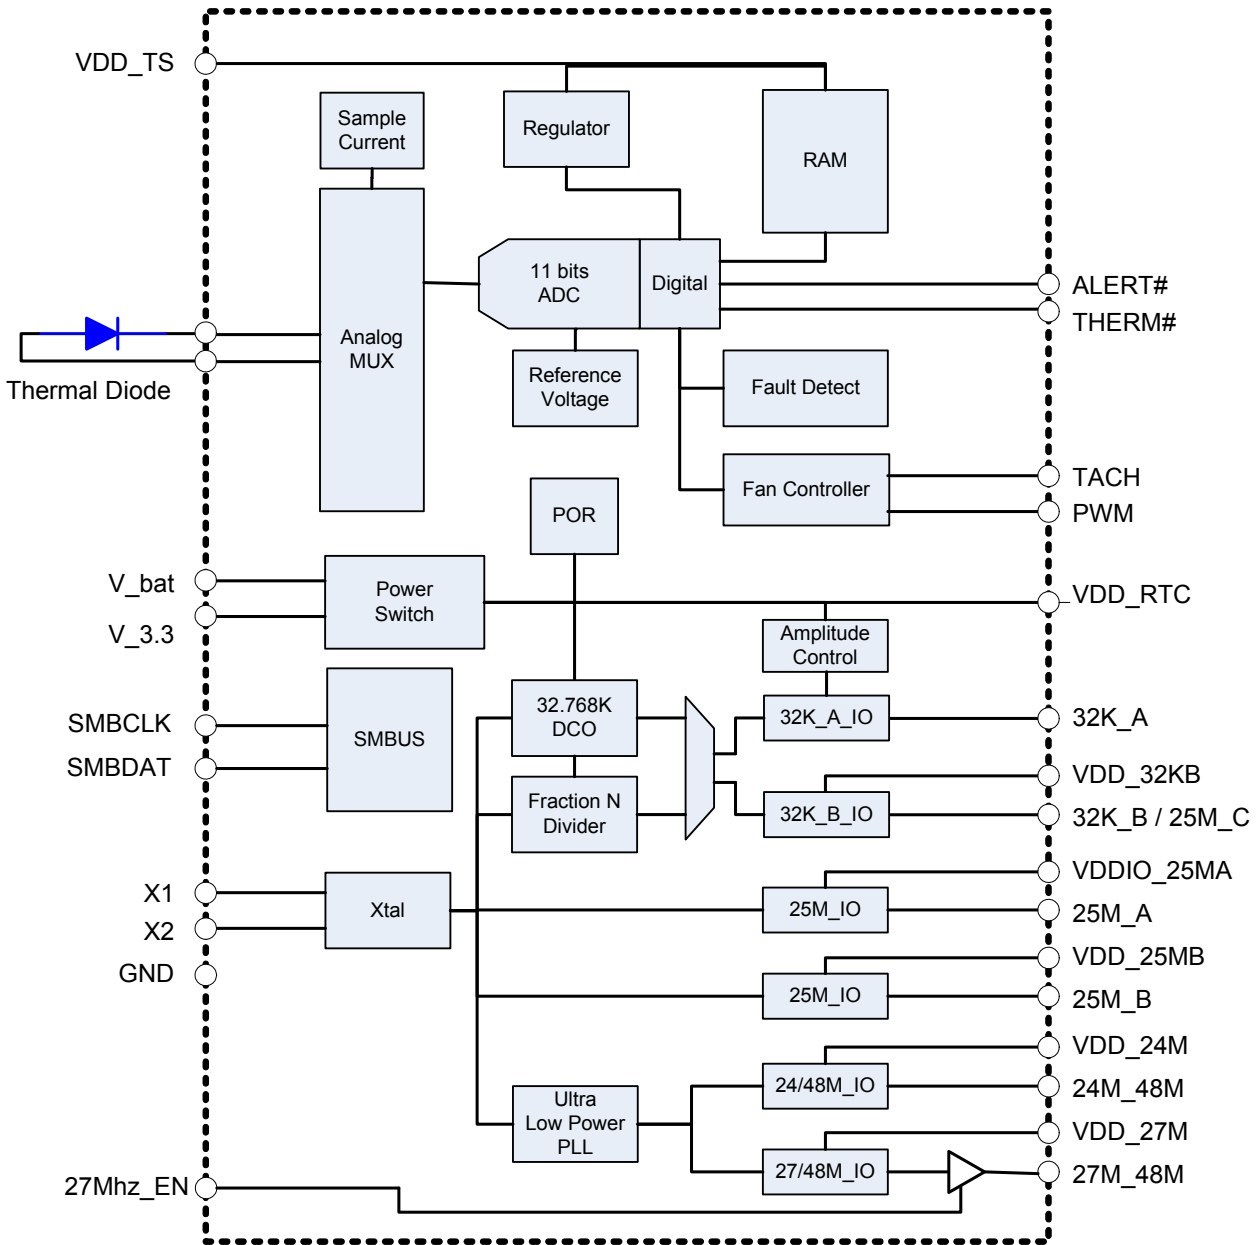 VDD_TS
Sample
Current
Regulator
RAM
11 bits
ADC
Digital
ALERT#
THERM#
Analog
MUX
Thermal Diode
Reference
Voltage
Fault Detect
Fan Controller
TACH
PWM
POR
V_bat
V_3.3
Power
Switch
_VDD_RTC
Amplitude
Control
SMBCLK
SMBDAT
SMBUS
32.768K
DCO
32K_A_IO
32K_A
VDD_32KB
Fraction N
Divider
32K_B_IO
32K_B / 25M_C
X1
X2
Xtal
VDDIO_25MA
25M_IO
25M_A
GND
VDD_25MB
25M_IO
25M_B
VDD_24M
24/48M_IO
24M_48M
Ultra
Low Power
PLL
VDD_27M
27/48M_IO
27M_48M
27Mhz_EN